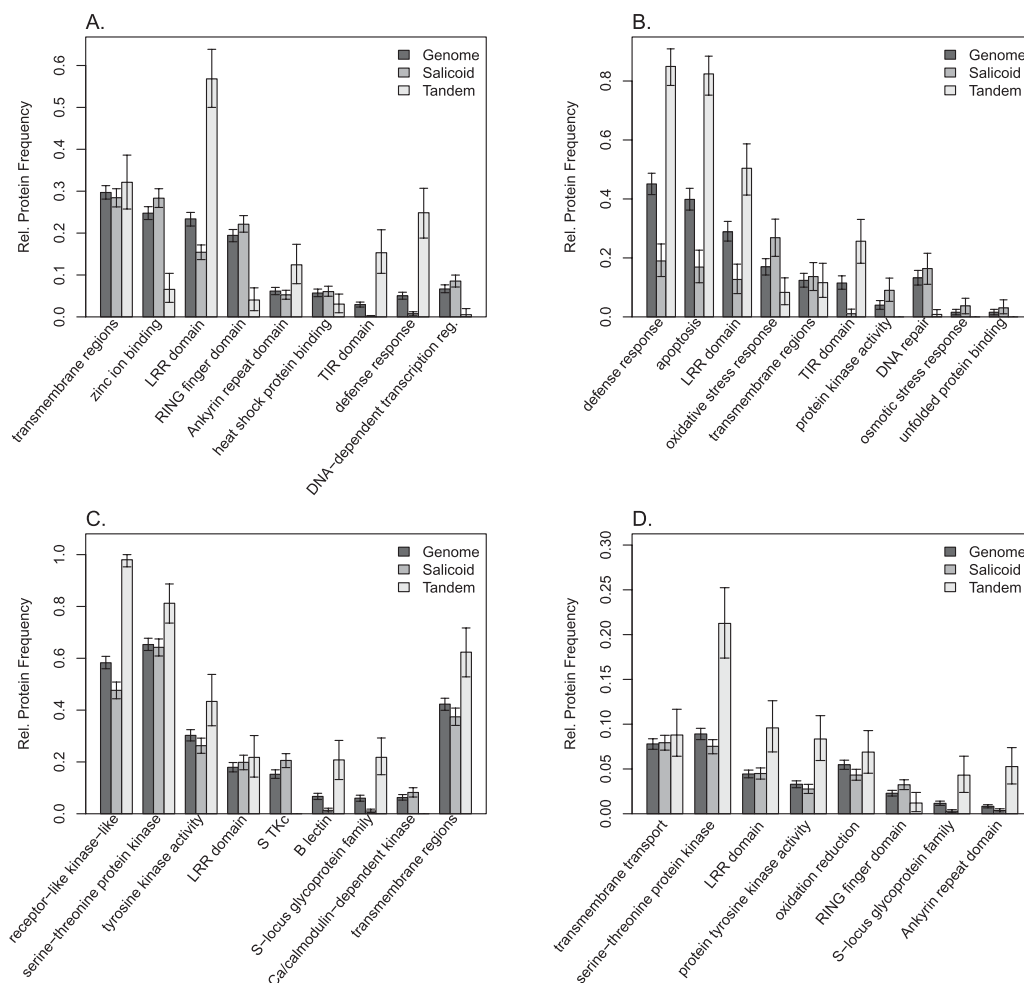 A.
Rel. Protein Frequency
0.0
0.1
0.2
0.3
0.4
0.5
0.6
Genome
Salicoid
Tandem
transmembrane regions
zinc ion binding
LRR domain
RING finger domain
Ankyrin repeat domain
heat shock protein binding
TIR domain
defense response
DNA−dependent transcription reg.
B.
Rel. Protein Frequency
0.0
0.2
0.4
0.6
0.8
Genome
Salicoid
Tandem
defense response
apoptosis
LRR domain
oxidative stress response
transmembrane regions
TIR domain
protein kinase activity
DNA repair
osmotic stress response
unfolded protein binding
C.
Rel. Protein Frequency
0.0
0.2
0.4
0.6
0.8
1.0
Genome
Salicoid
Tandem
receptor−like kinase−like
serine−threonine protein kinase
tyrosine kinase activity
LRR domain
S TKc
B lectin
S−locus glycoprotein family
Ca/calmodulin−dependent kinase
transmembrane regions
D.
Rel. Protein Frequency
0.00
0.05
0.10
0.15
0.20
0.25
0.30
Genome
Salicoid
Tandem
transmembrane transport
serine−threonine protein kinase
LRR domain
protein tyrosine kinase activity
oxidation reduction
RING finger domain
S−locus glycoprotein family
Ankyrin repeat domain